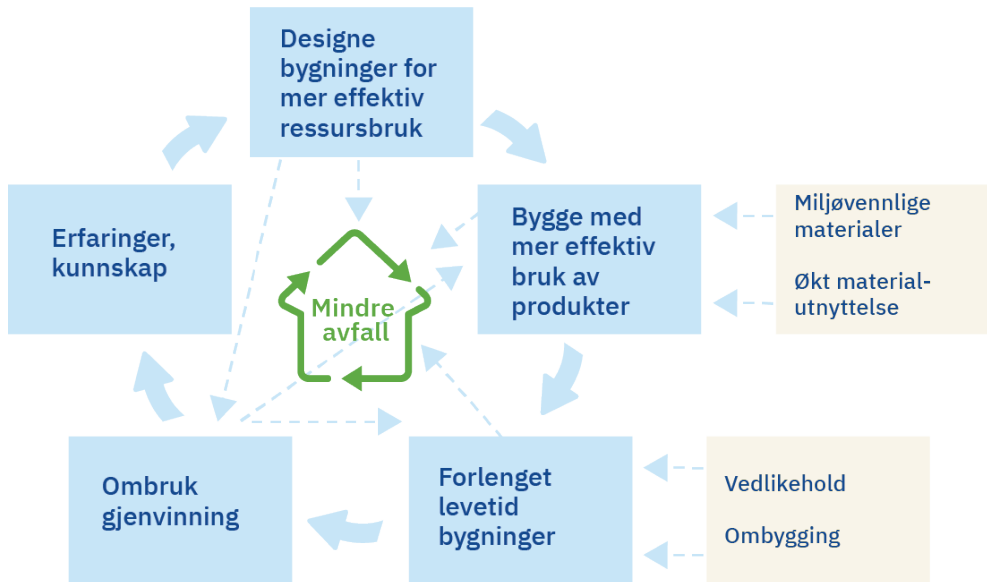 Designe
bygninger for
mer effektiv
ressursbruk
Erfaringer,
kunnskap
Bygge med
mer effektiv
bruk av
produkter
Miljøvennlige
materialer
Økt material-
utnyttelse
Mindre
avfall
Ombruk
gjenvinning
Forlenget
levetid
bygninger
Vedlikehold
Ombygging